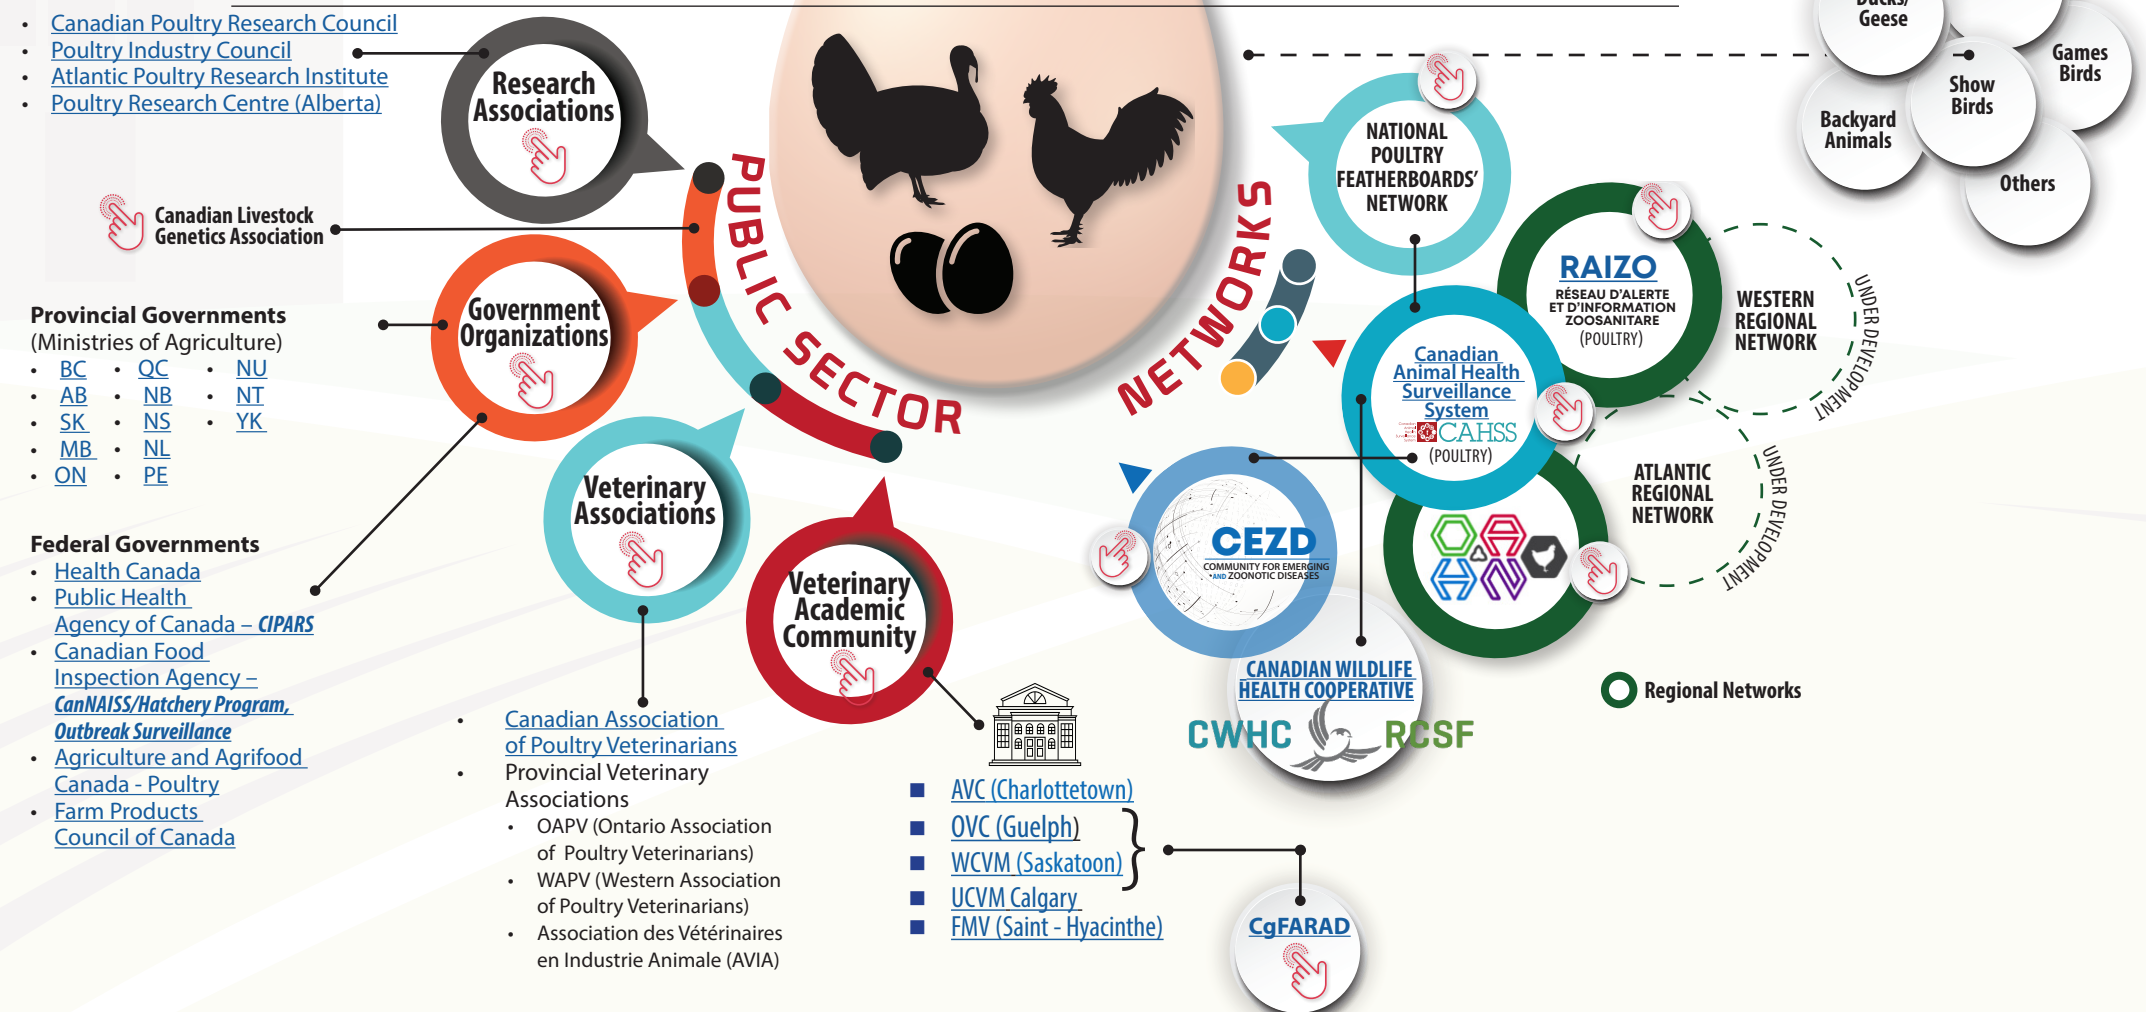 Canadian Poultry Research Council
Poultry Industry Council
Atlantic Poultry Research Institute
Poultry Research Centre (Alberta)
Research
Associations
Canadian Livestock
Genetics Association
Provincial Governments
(Ministries of Agriculture)
BC QC NU
AB NB NT
SK NS YK
MB NL
ON PE
Government
Organizations
Federal Governments
Health Canada
Public Health
Agency of Canada – CIPARS
Canadian Food
Inspection Agency –
CanNAISS/Hatchery Program,
Outbreak Surveillance
Agriculture and Agrifood
Canada - Poultry
Farm Products
Council of Canada
PUBLIC SECTOR
Veterinary
Associations
Canadian Association
of Poultry Veterinarians
Provincial Veterinary
Associations
OAPV (Ontario Association
of Poultry Veterinarians)
WAPV (Western Association
of Poultry Veterinarians)
Association des Vétérinaires
en Industrie Animale (AVIA)
Veterinary
Academic
Community
AVC (Charlottetown)
OVC (Guelph)
WCVM (Saskatoon)
UCVM Calgary
FMV (Saint - Hyacinthe)
CgFARAD
NETWORKS
NATIONAL
POULTRY
FEATHERBOARDS'
NETWORK
Ducks/
Geese
Games
Birds
Show
Birds
Backyard
Animals
Others
RAIZO
RÉSEAU D'ALERTE
ET D'INFORMATION
ZOOSANITARE
(POULTRY)
WESTERN
REGIONAL
NETWORK
UNDER DEVELOPMENT
Canadian
Animal Health
Surveillance
System
CAHSS
(POULTRY)
ATLANTIC
REGIONAL
NETWORK
UNDER DEVELOPMENT
CEZD
COMMUNITY FOR EMERGING
AND ZOONOTIC DISEASES
CANADIAN WILDLIFE
HEALTH COOPERATIVE
CWHC RCSF
Regional Networks